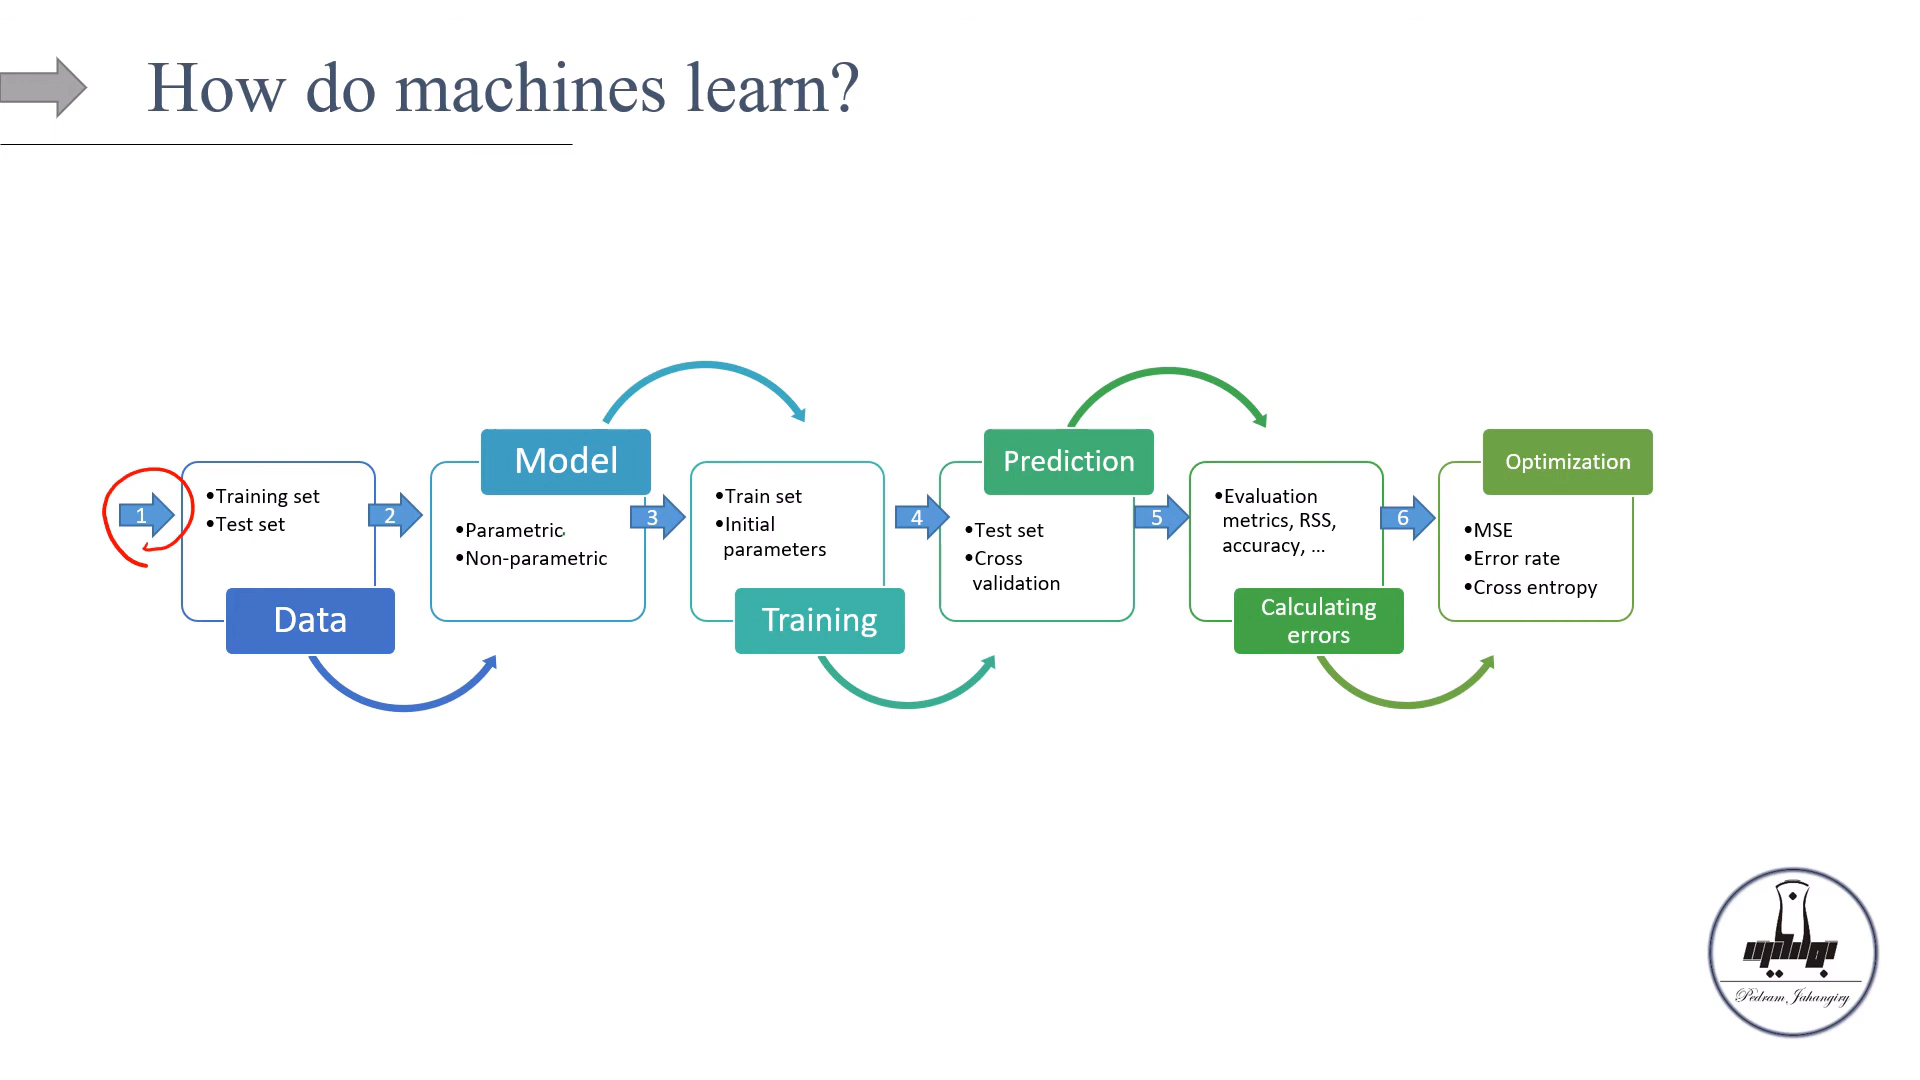 How do machines learn?
1
•Training set
•Test set
Data
2
Model
•Parametric
•Non-parametric
3
•Train set
•Initial
parameters
Training
4
Prediction
•Test set
•Cross
validation
5
•Evaluation
metrics, RSS,
accuracy, ...
Calculating
errors
6
Optimization
•MSE
•Error rate
•Cross entropy
Pedram Jahangiry